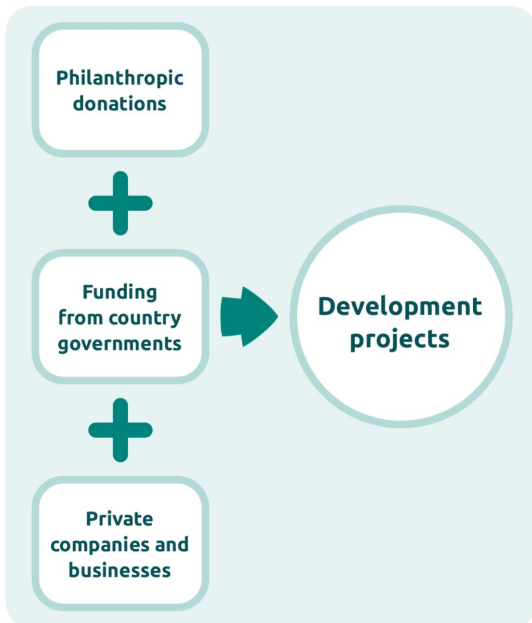 Philanthropic
donations
Funding
from country
governments
Development
projects
Private
companies and
businesses